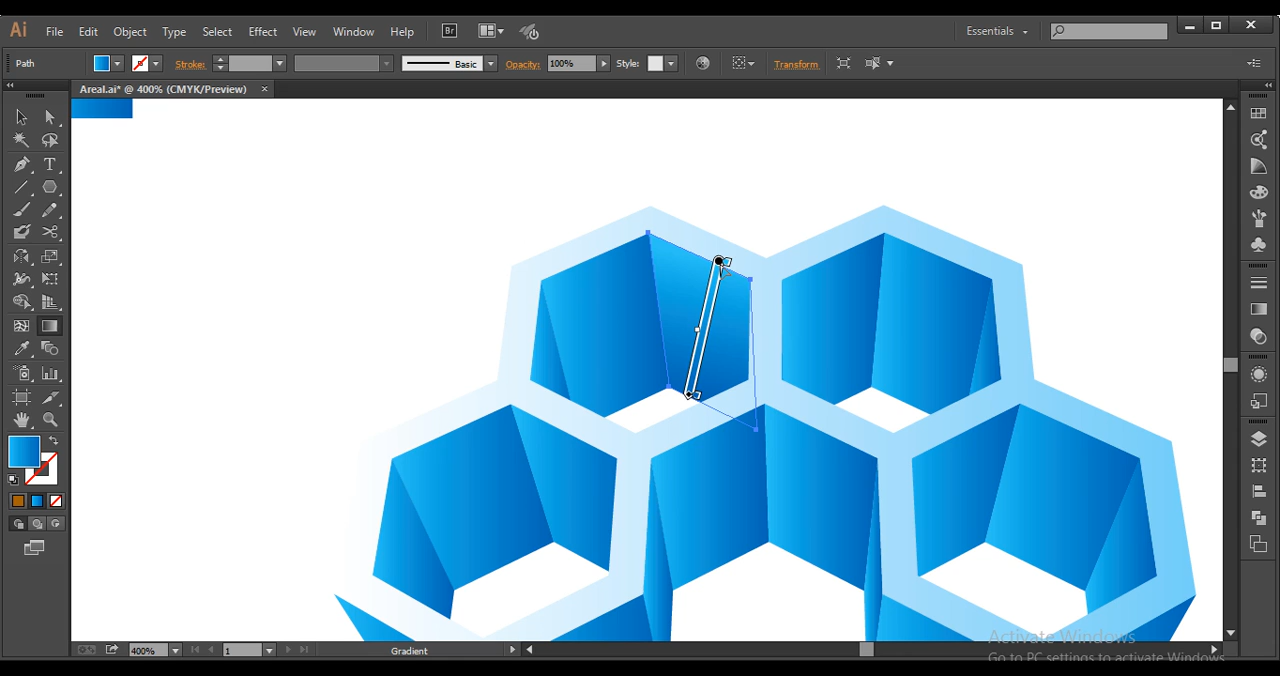 Ai File Edit Object Type Select Effect View Window Help Br Essentials
Path Stroke: Basic Opacity: 100% Style: Transform
Areal.ai* @ 400% (CMYK/Preview) ×
T
Activate Windows
400% 1 Gradient Go to PC settings to activate Windows.